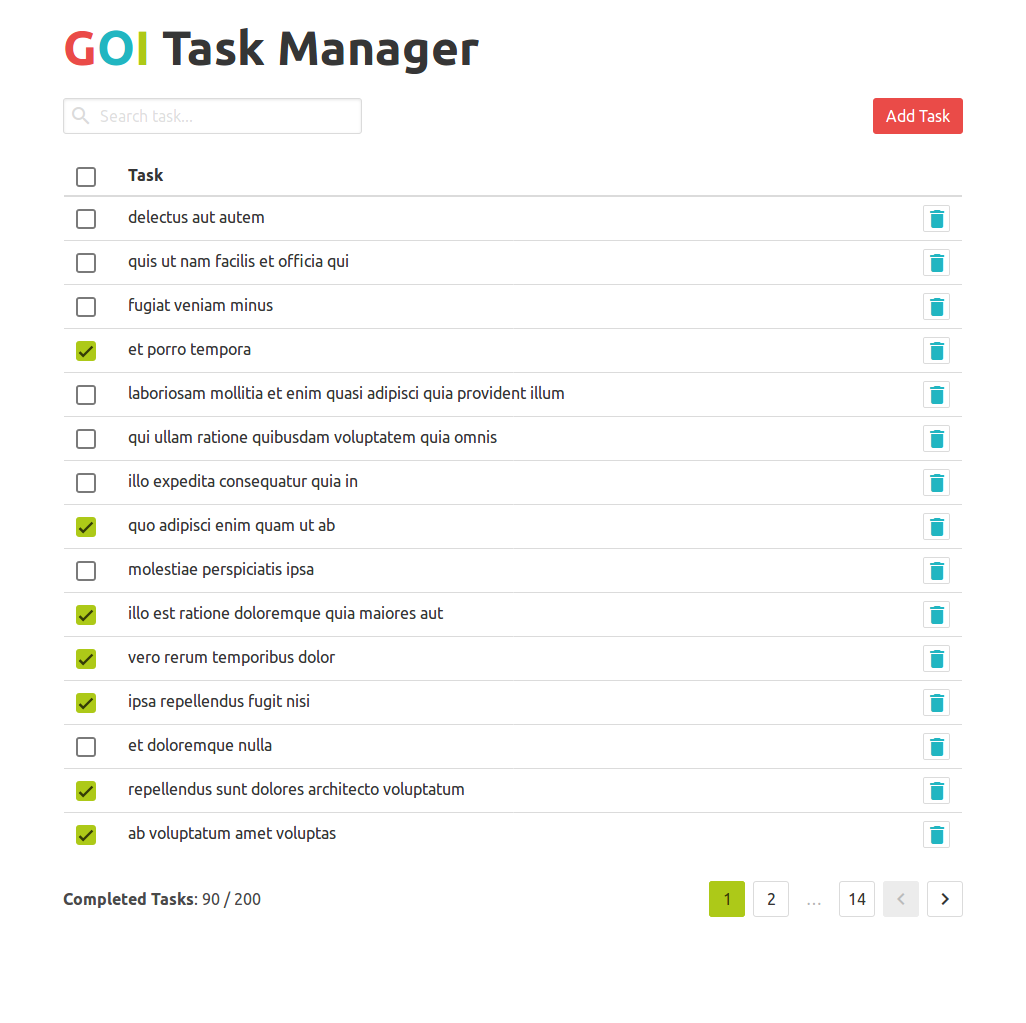 GOI Task Manager
Search task...
Add Task
Task
delectus aut autem
quis ut nam facilis et officia qui
fugiat veniam minus
et porro tempora
laboriosam mollitia et enim quasi adipisci quia provident illum
qui ullam ratione quibusdam voluptatem quia omnis
illo expedita consequatur quia in
quo adipisci enim quam ut ab
molestiae perspiciatis ipsa
illo est ratione doloremque quia maiores aut
vero rerum temporibus dolor
ipsa repellendus fugit nisi
et doloremque nulla
repellendus sunt dolores architecto voluptatum
ab voluptatum amet voluptas
Completed Tasks: 90 / 200
1 2 ... 14